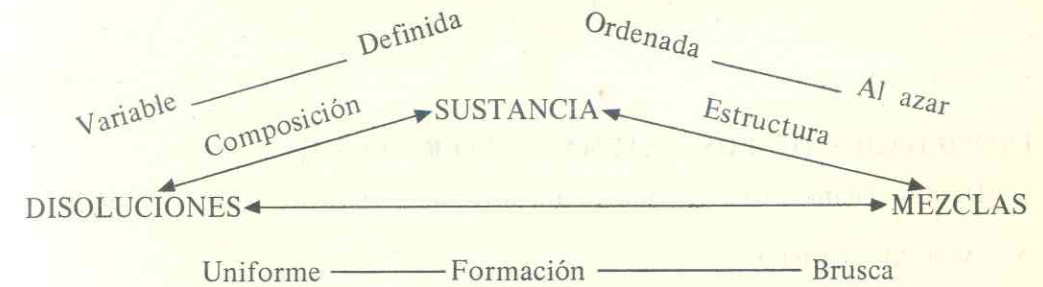 Definida
Ordenada
Variable
Al azar
Composición
SUSTANCIA
Estructura
DISOLUCIONES
MEZCLAS
Uniforme
Formación
Brusca